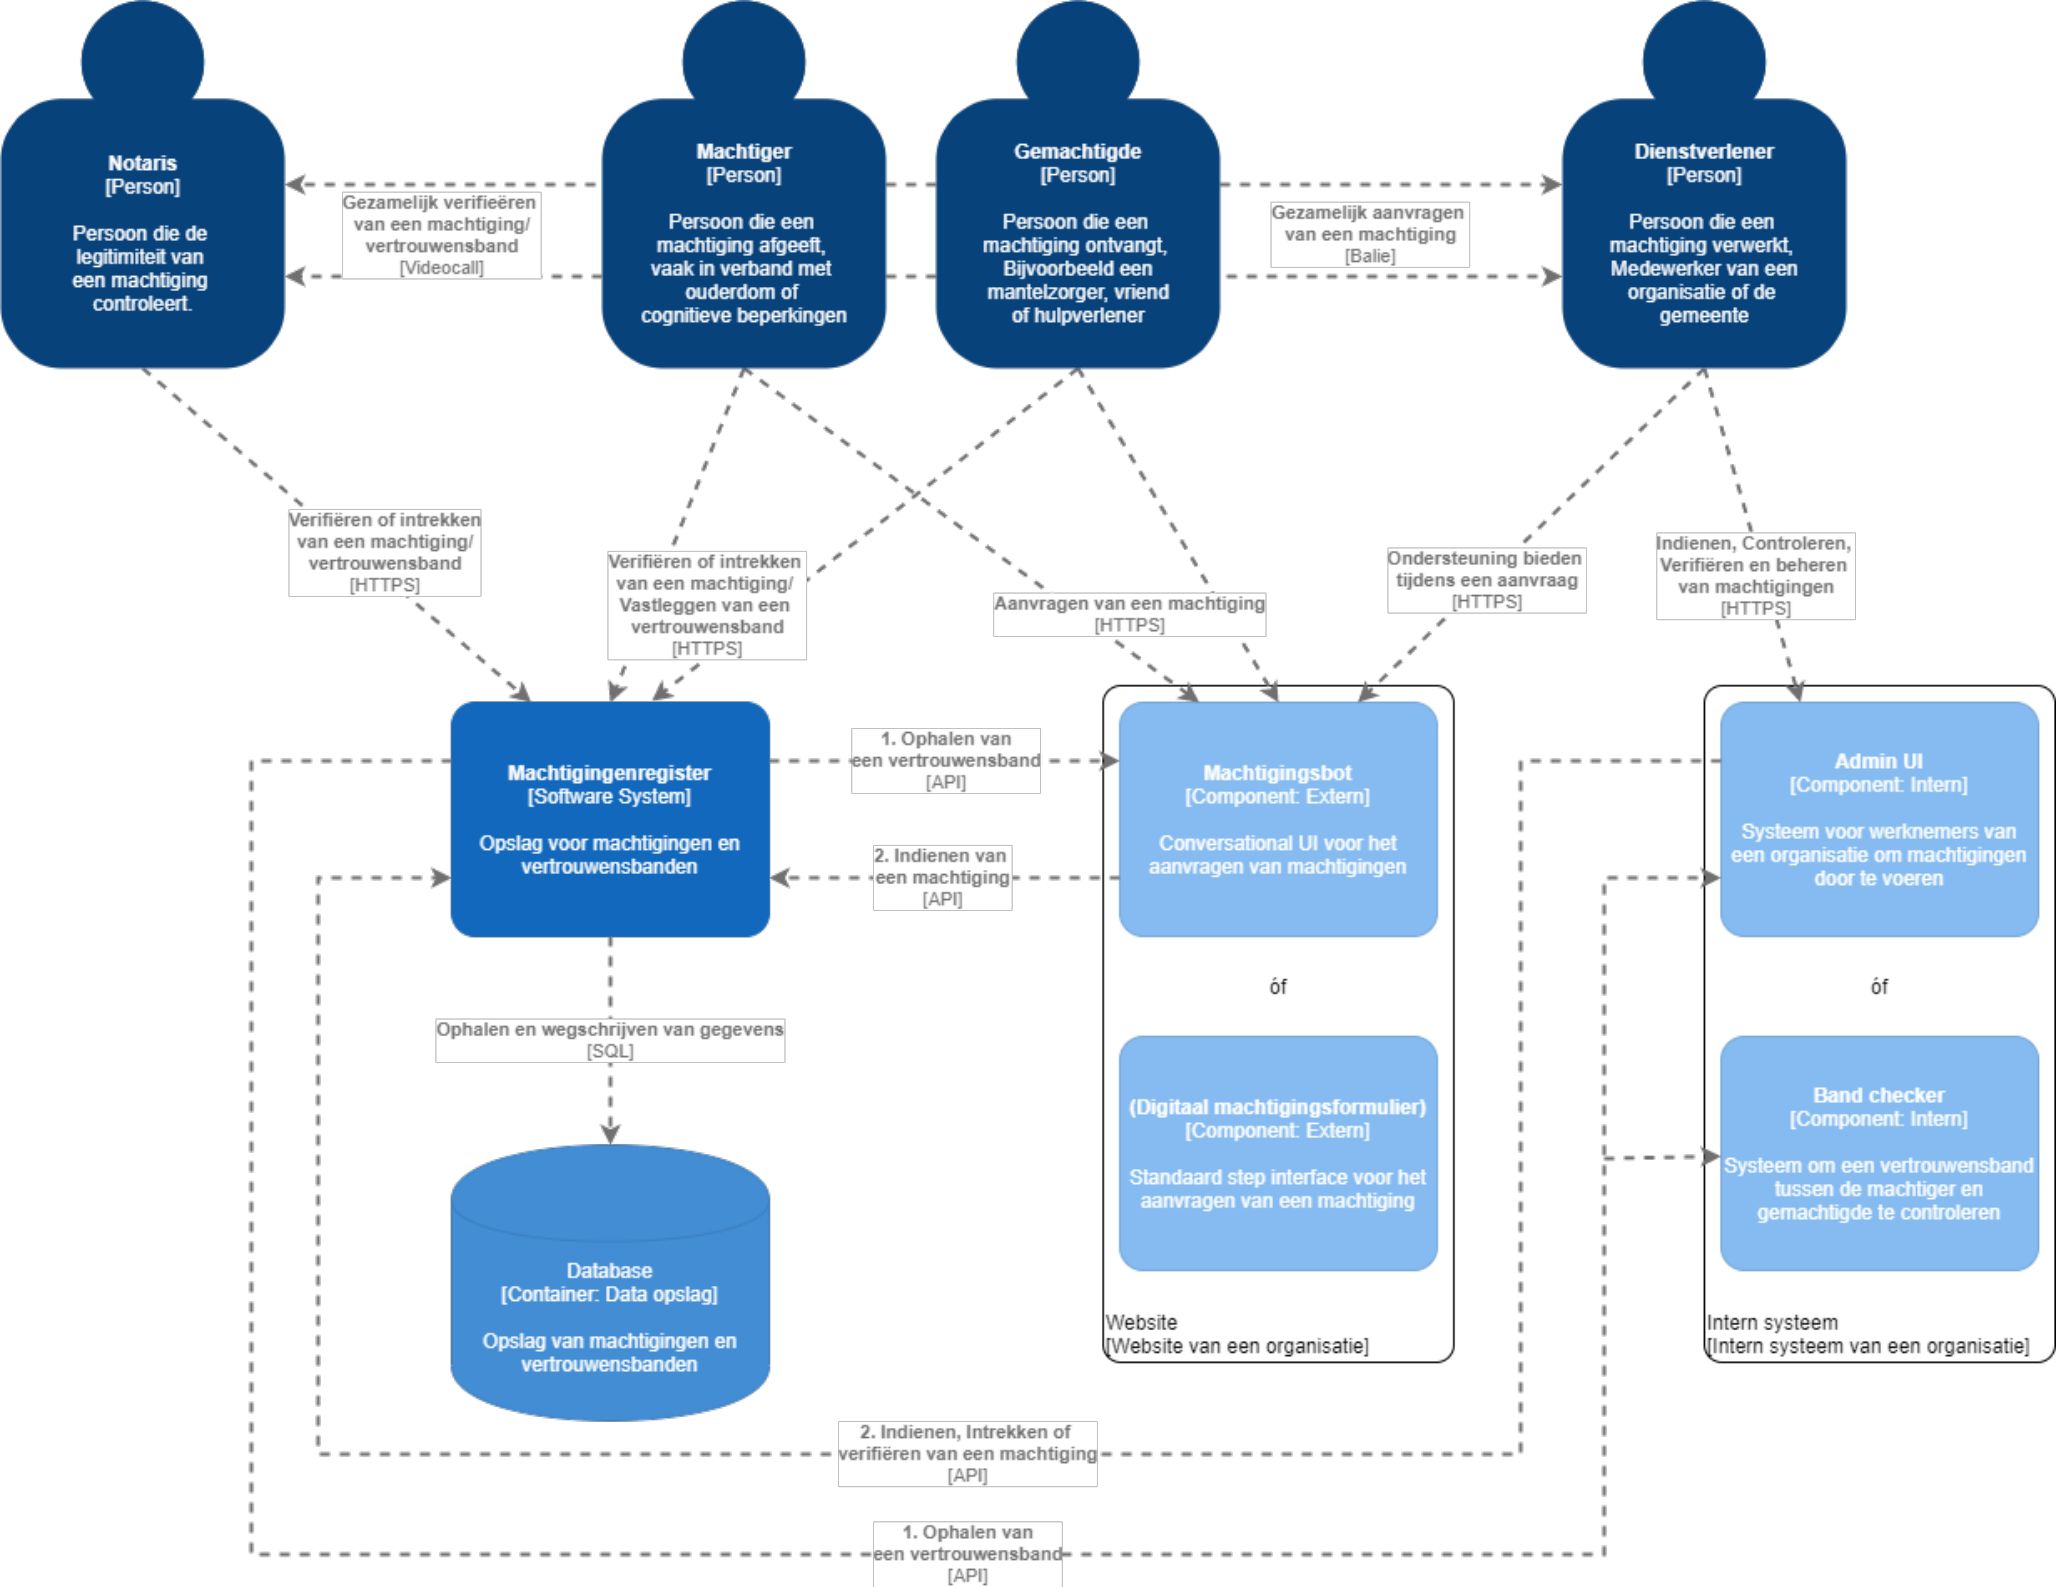 Notaris
[Person]
Persoon die de
legitimiteit van
een machtiging
controleert.
Machtiger
[Person]
Persoon die een
machtiging afgeeft,
vaak in verband met
ouderdom of
cognitieve beperkingen
Gemachtigde
[Person]
Persoon die een
machtiging ontvangt,
Bijvoorbeeld een
mantelzorger, vriend
of hulpverlener
Dienstverlener
[Person]
Persoon die een
machtiging verwerkt,
Medewerker van een
organisatie of de
gemeente
Gezamelijk verifieëren
van een machtiging/
vertrouwensband
[Videocall]
Gezamelijk aanvragen
van een machtiging
[Balie]
Verifiëren of intrekken
van een machtiging/
vertrouwensband
[HTTPS]
Verifiëren of intrekken
van een machtiging/
Vastleggen van een
vertrouwensband
[HTTPS]
Aanvragen van een machtiging
[HTTPS]
Ondersteuning bieden
tijdens een aanvraag
[HTTPS]
Indienen, Controleren,
Verifiëren en beheren
van machtigingen
[HTTPS]
Machtigingenregister
[Software System]
Opslag voor machtigingen en
vertrouwensbanden
1. Ophalen van
een vertrouwensband
[API]
2. Indienen van
een machtiging
[API]
Machtigingsbot
[Component: Extern]
Conversational UI voor het
aanvragen van machtigingen
óf
(Digitaal machtigingsformulier)
[Component: Extern]
Standaard step interface voor het
aanvragen van een machtiging
Website
[Website van een organisatie]
Admin UI
[Component: Intern]
Systeem voor werknemers van
een organisatie om machtigingen
door te voeren
óf
Band checker
[Component: Intern]
Systeem om een vertrouwensband
tussen de machtiger en
gemachtigde te controleren
Intern systeem
[Intern systeem van een organisatie]
Ophalen en wegschrijven van gegevens
[SQL]
Database
[Container: Data opslag]
Opslag van machtigingen en
vertrouwensbanden
2. Indienen, Intrekken of
verifiëren van een machtiging
[API]
1. Ophalen van
een vertrouwensband
[API]